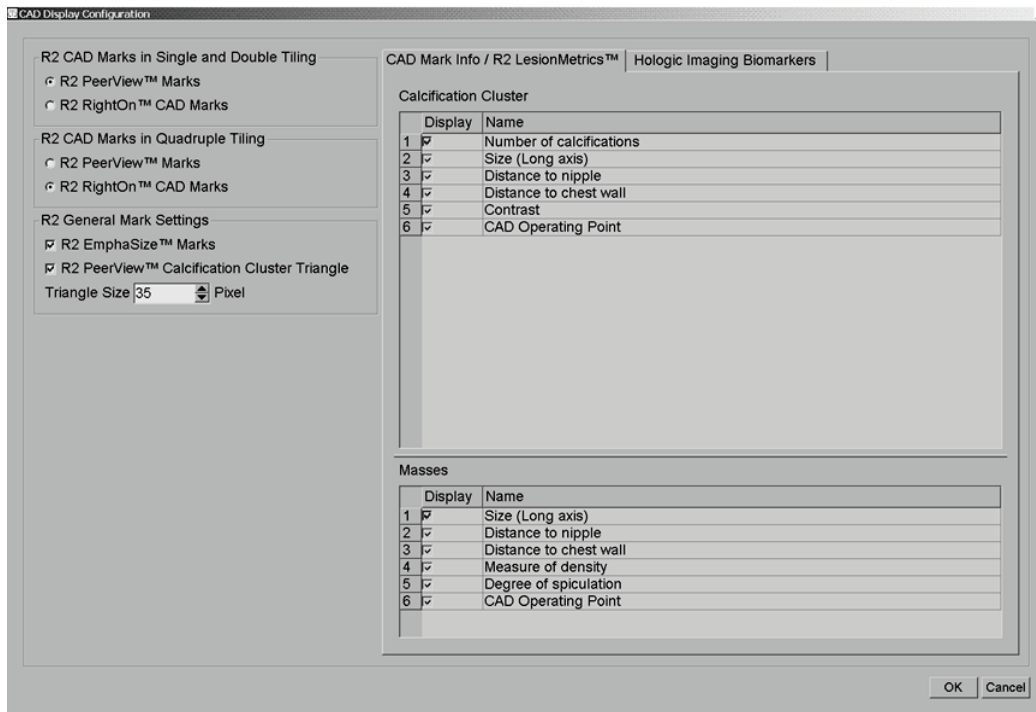 CAD Display Configuration
R2 CAD Marks in Single and Double Tiling
R2 PeerView™ Marks
R2 RightOn™ CAD Marks
R2 CAD Marks in Quadruple Tiling
R2 PeerView™ Marks
R2 RightOn™ CAD Marks
R2 General Mark Settings
R2 EmphaSize™ Marks
R2 PeerView™ Calcification Cluster Triangle
Triangle Size 35 Pixel
CAD Mark Info / R2 LesionMetrics™ Hologic Imaging Biomarkers
Calcification Cluster
Display Name
1 Number of calcifications
2 Size (Long axis)
3 Distance to nipple
4 Distance to chest wall
5 Contrast
6 CAD Operating Point
Masses
Display Name
1 Size (Long axis)
2 Distance to nipple
3 Distance to chest wall
4 Measure of density
5 Degree of spiculation
6 CAD Operating Point
OK Cancel